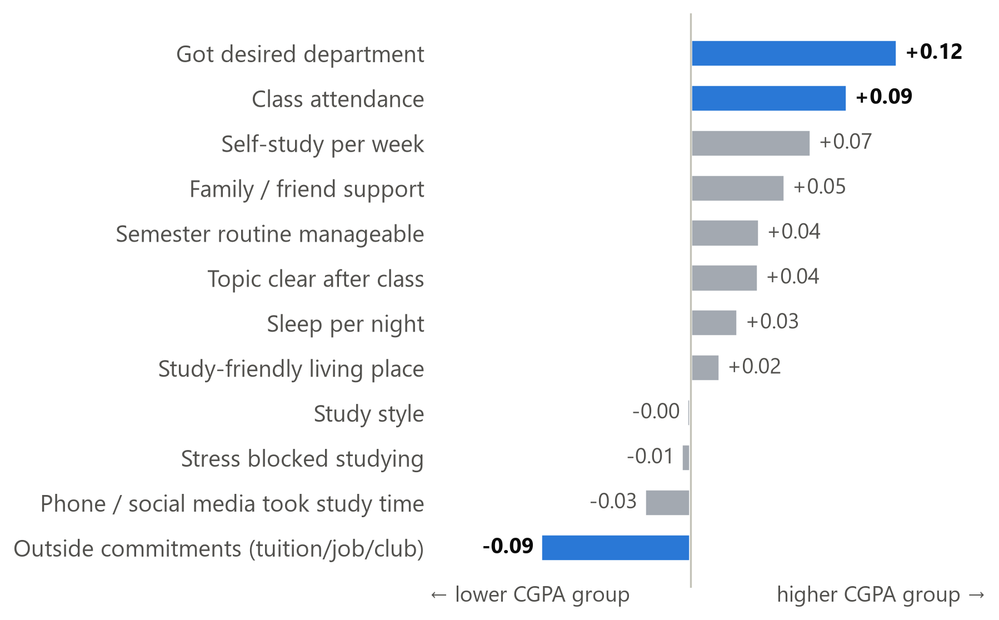 Got desired department +0.12
Class attendance +0.09
Self-study per week +0.07
Family / friend support +0.05
Semester routine manageable +0.04
Topic clear after class +0.04
Sleep per night +0.03
Study-friendly living place +0.02
Study style -0.00
Stress blocked studying -0.01
Phone / social media took study time -0.03
Outside commitments (tuition/job/club) -0.09
← lower CGPA group higher CGPA group →